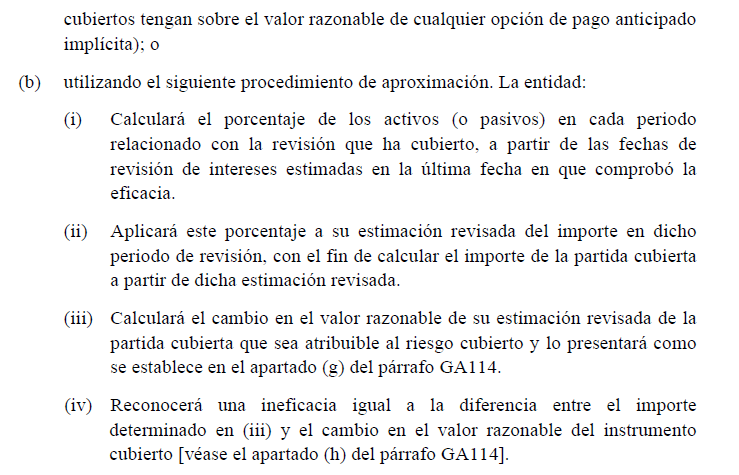 cubiertos tengan sobre el valor razonable de cualquier opción de pago anticipado
implícita); o
(b) utilizando el siguiente procedimiento de aproximación. La entidad:
(i) Calculará el porcentaje de los activos (o pasivos) en cada periodo
relacionado con la revisión que ha cubierto, a partir de las fechas de
revisión de intereses estimadas en la última fecha en que comprobó la
eficacia.
(ii) Aplicará este porcentaje a su estimación revisada del importe en dicho
periodo de revisión, con el fin de calcular el importe de la partida cubierta
a partir de dicha estimación revisada.
(iii) Calculará el cambio en el valor razonable de su estimación revisada de la
partida cubierta que sea atribuible al riesgo cubierto y lo presentará como
se establece en el apartado (g) del párrafo GA114.
(iv) Reconocerá una ineficacia igual a la diferencia entre el importe
determinado en (iii) y el cambio en el valor razonable del instrumento
cubierto [véase el apartado (h) del párrafo GA114].